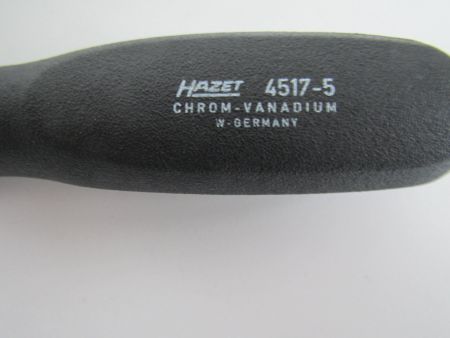 HAZET 4517-5
CHROM-VANADIUM
W-GERMANY